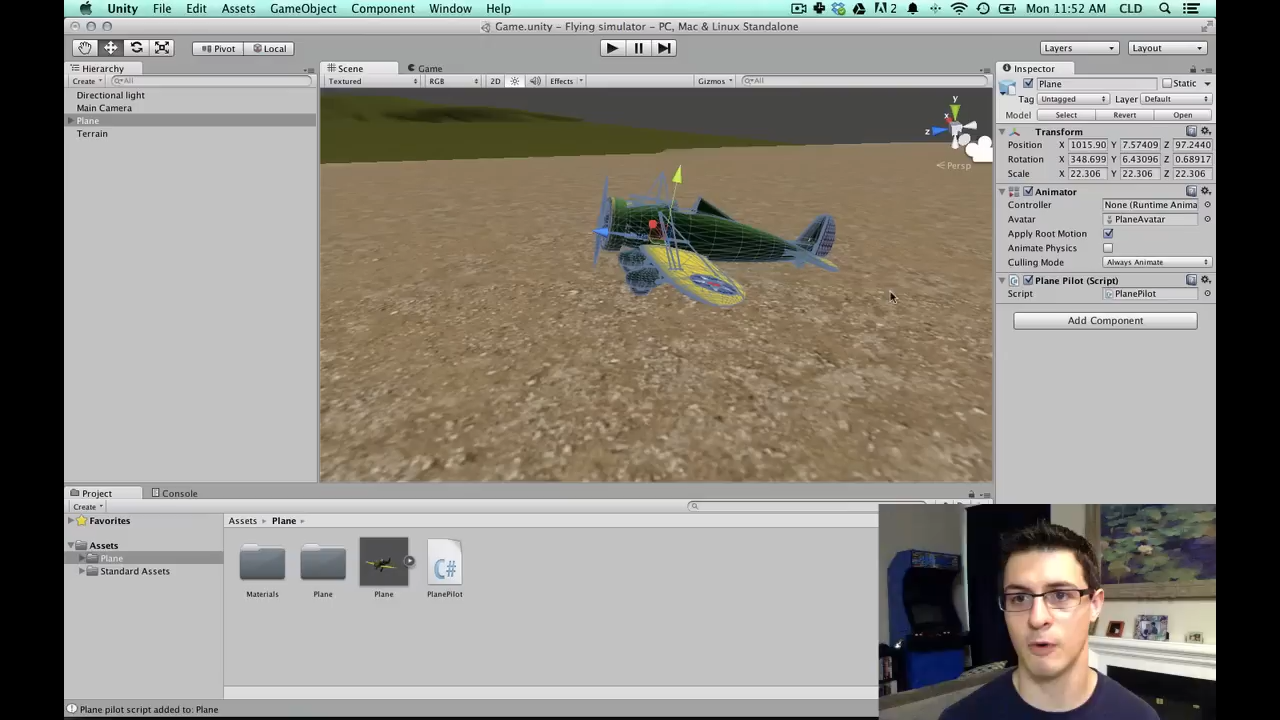 Unity File Edit Assets GameObject Component Window Help 2 Mon 11:52 AM CLD
Game.unity - Flying simulator - PC, Mac & Linux Standalone
Pivot Local Layers Layout
Hierarchy Scene Game Inspector
Create All Textured RGB 2D Effects Gizmos All
Plane Static
Directional light
Main Camera
Plane
Terrain
y
x
z
Persp
Tag Untagged Layer Default
Model Select Revert Open
Transform
Position X 1015.90 Y 7.57409 Z 97.2440
Rotation X 348.699 Y 6.43096 Z 0.68917
Scale X 22.306 Y 22.306 Z 22.306
Animator
Controller None (Runtime Anima
Avatar PlaneAvatar
Apply Root Motion
Animate Physics
Culling Mode Always Animate
Plane Pilot (Script)
Script PlanePilot
Add Component
Project Console
Create
Favorites
Assets
Plane
Standard Assets
Assets Plane
C#
Materials Plane Plane PlanePilot
Plane pilot script added to: Plane